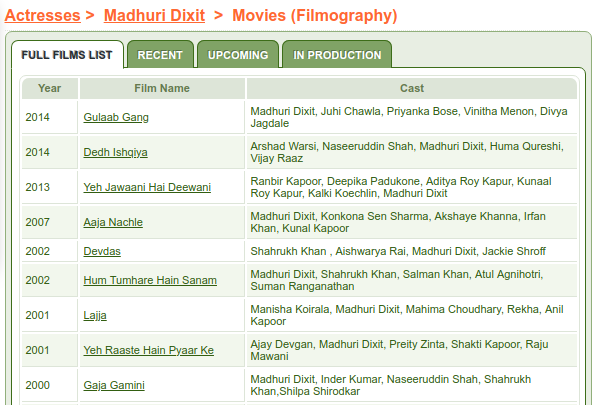 Actresses > Madhuri Dixit > Movies (Filmography)
FULL FILMS LIST RECENT UPCOMING IN PRODUCTION
Year Film Name Cast
2014 Gulaab Gang Madhuri Dixit, Juhi Chawla, Priyanka Bose, Vinitha Menon, Divya
Jagdale
2014 Dedh Ishqiya Arshad Warsi, Naseeruddin Shah, Madhuri Dixit, Huma Qureshi,
Vijay Raaz
2013 Yeh Jawaani Hai Deewani Ranbir Kapoor, Deepika Padukone, Aditya Roy Kapur, Kunaal
Roy Kapur, Kalki Koechlin, Madhuri Dixit
2007 Aaja Nachle Madhuri Dixit, Konkona Sen Sharma, Akshaye Khanna, Irfan
Khan, Kunal Kapoor
2002 Devdas Shahrukh Khan , Aishwarya Rai, Madhuri Dixit, Jackie Shroff
2002 Hum Tumhare Hain Sanam Madhuri Dixit, Shahrukh Khan, Salman Khan, Atul Agnihotri,
Suman Ranganathan
2001 Lajja Manisha Koirala, Madhuri Dixit, Mahima Choudhary, Rekha, Anil
Kapoor
2001 Yeh Raaste Hain Pyaar Ke Ajay Devgan, Madhuri Dixit, Preity Zinta, Shakti Kapoor, Raju
Mawani
2000 Gaja Gamini Madhuri Dixit, Inder Kumar, Naseeruddin Shah, Shahrukh
Khan,Shilpa Shirodkar